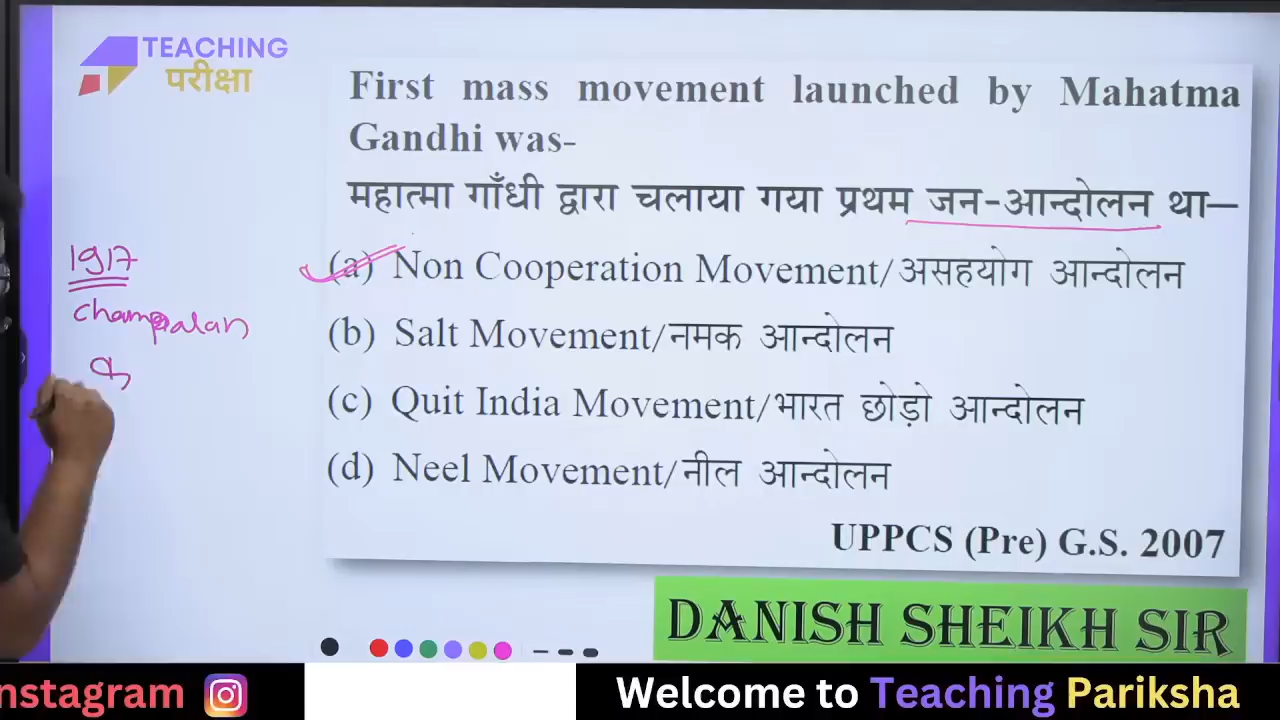 TEACHING
परीक्षा
First mass movement launched by Mahatma
Gandhi was-
महात्मा गाँधी द्वारा चलाया गया प्रथम जन-आन्दोलन था—
(a) Non Cooperation Movement/असहयोग आन्दोलन
(b) Salt Movement/नमक आन्दोलन
(c) Quit India Movement/भारत छोड़ो आन्दोलन
(d) Neel Movement/नील आन्दोलन
UPPCS (Pre) G.S. 2007
1917
DANISH SHEIKH SIR
nstagram
Welcome to Teaching Pariksha